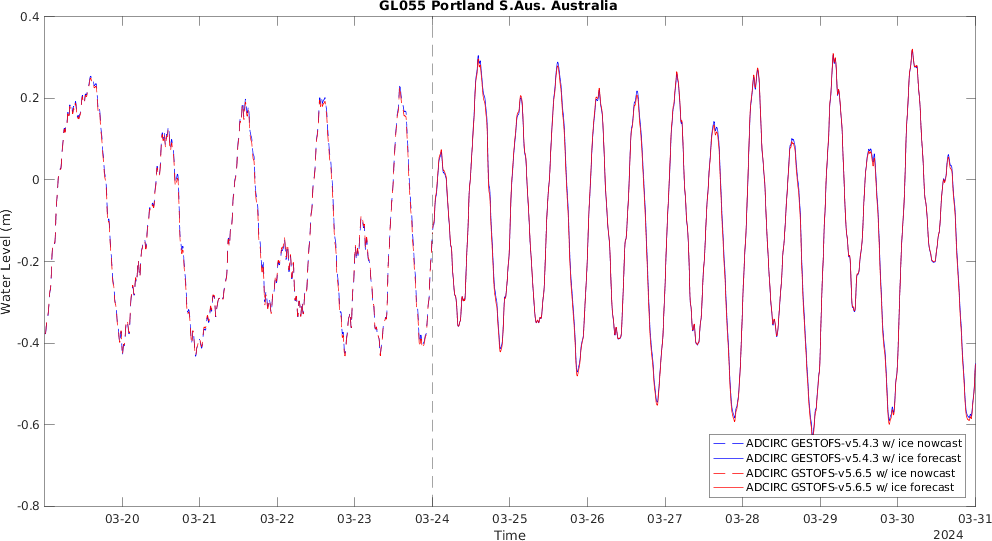 GL055 Portland S.Aus. Australia
0.4
0.2
0
-0.2
-0.4
-0.6
-0.8
Water Level (m)
ADCIRC GESTOFS-v5.4.3 w/ ice nowcast
ADCIRC GESTOFS-v5.4.3 w/ ice forecast
ADCIRC GSTOFS-v5.6.5 w/ ice nowcast
ADCIRC GSTOFS-v5.6.5 w/ ice forecast
03-20 03-21 03-22 03-23 03-24 03-25 03-26 03-27 03-28 03-29 03-30 03-31
Time
2024